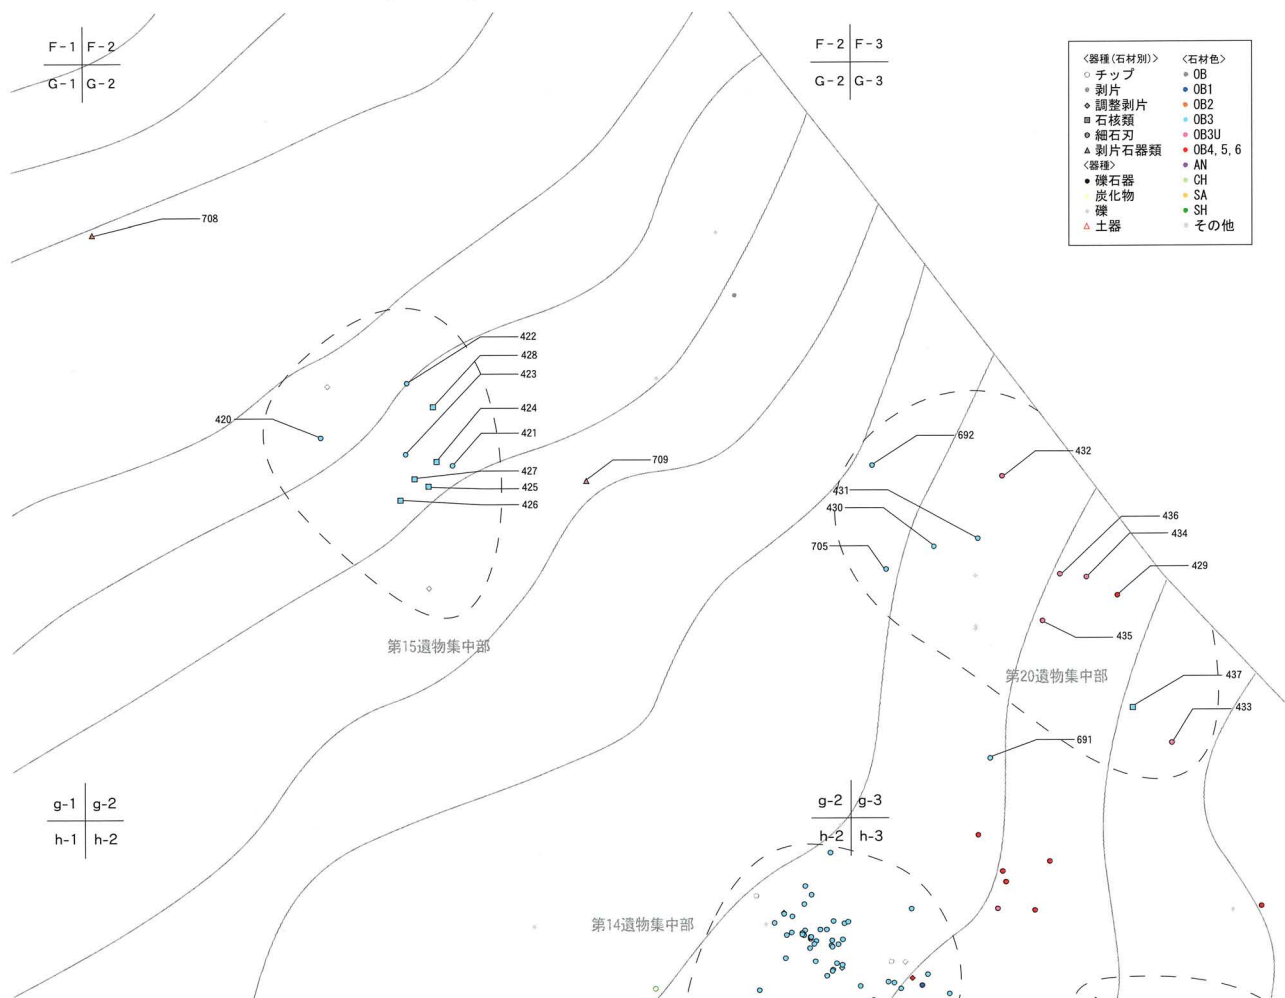 F-1 F-2
G-1 G-2
F-2 F-3
G-2 G-3
<器種(石材別)>
チップ
剥片
調整剥片
石核類
細石刃
剥片石器類
<器種>
礫石器
炭化物
礫
土器
<石材色>
OB
OB1
OB2
OB3
OB3U
OB4,5,6
AN
CH
SA
SH
その他
708
422
428
423
424
420
421
427
425
426
709
692
432
431
430
705
436
434
429
435
第15遺物集中部
第20遺物集中部
437
433
691
g-1 g-2
h-1 h-2
g-2 g-3
h-2 h-3
第14遺物集中部